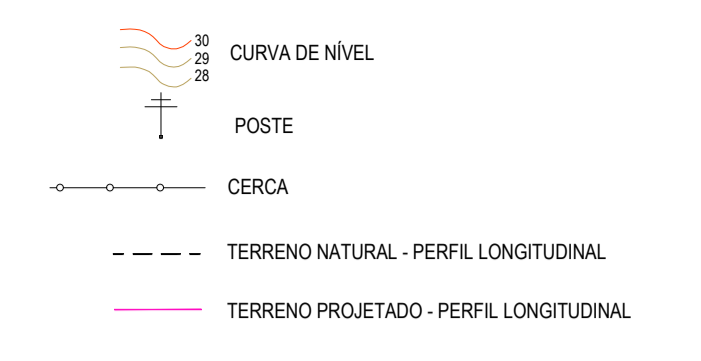 30
29
28
CURVA DE NÍVEL
POSTE
CERCA
TERRENO NATURAL - PERFIL LONGITUDINAL
TERRENO PROJETADO - PERFIL LONGITUDINAL